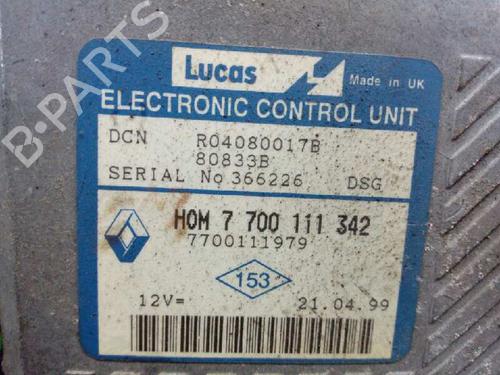 B-PARTS
Lucas
Made in UK
ELECTRONIC CONTROL UNIT
DCN R04080017B
80833B
SERIAL No 366226 DSG
HOM 7 700 111 342
7700111979
153
12V= 21.04.99